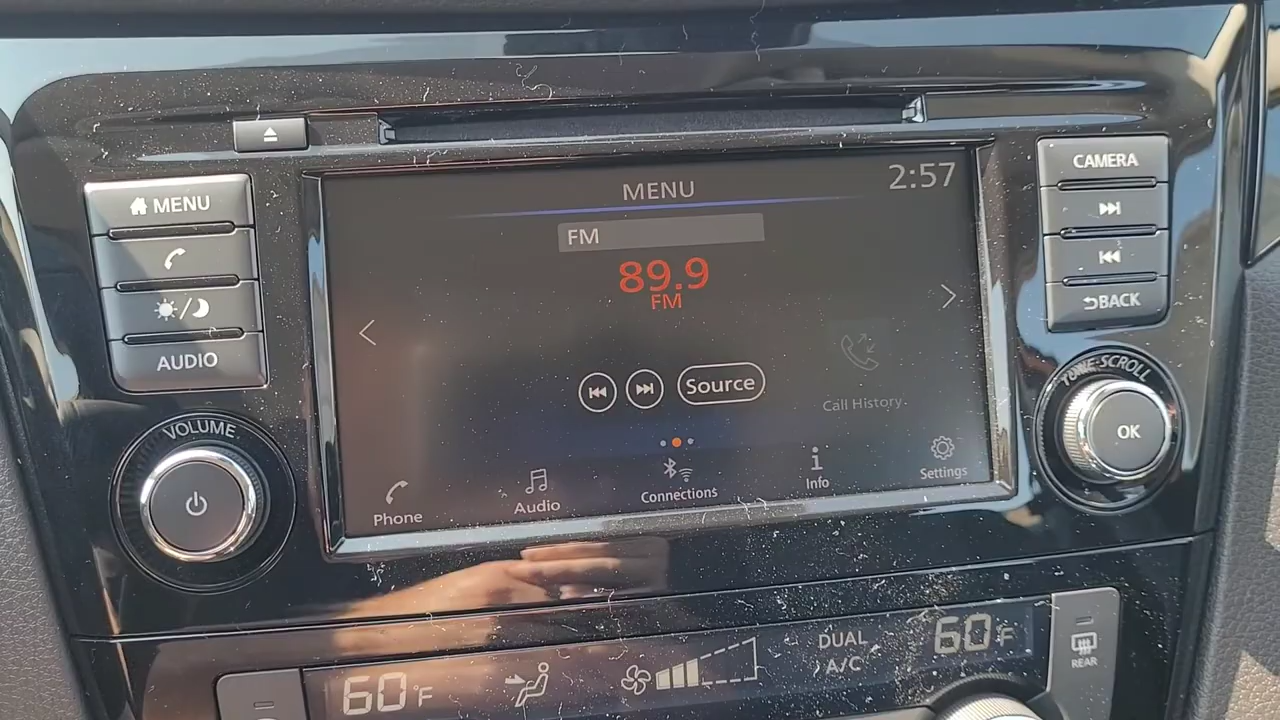 MENU
AUDIO
VOLUME
MENU
2:57
FM
89.9
FM
Source
Call History
Phone
Audio
Connections
Info
Settings
CAMERA
BACK
TUNE·SCROLL
OK
60°F
DUAL
A/C
60°F
REAR